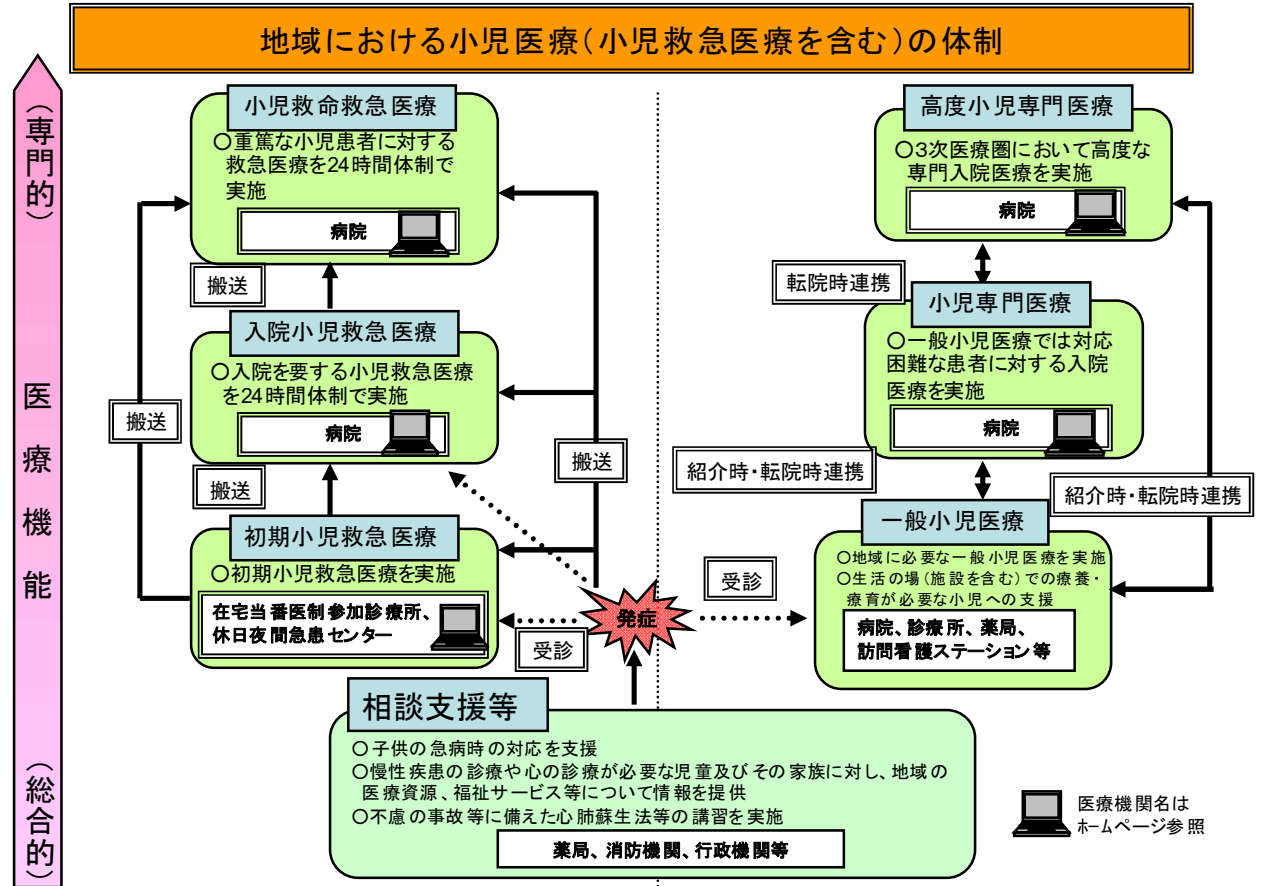 地域における小児医療(小児救急医療を含む)の体制
(専門的)
医療機能
(総合的)
小児救命救急医療
○重篤な小児患者に対する
救急医療を24時間体制で
実施
病院
搬送
入院小児救急医療
○入院を要する小児救急医療
を24時間体制で実施
病院
搬送
搬送
搬送
初期小児救急医療
○初期小児救急医療を実施
在宅当番医制参加診療所、
休日夜間急患センター
受診
発症
受診
高度小児専門医療
○3次医療圏において高度な
専門入院医療を実施
病院
転院時連携
小児専門医療
○一般小児医療では対応
困難な患者に対する入院
医療を実施
病院
紹介時・転院時連携
紹介時・転院時連携
一般小児医療
○地域に必要な一般小児医療を実施
○生活の場(施設を含む)での療養・
療育が必要な小児への支援
病院、診療所、薬局、
訪問看護ステーション等
相談支援等
○子供の急病時の対応を支援
○慢性疾患の診療や心の診療が必要な児童及びその家族に対し、地域の
医療資源、福祉サービス等について情報を提供
○不慮の事故等に備えた心肺蘇生法等の講習を実施
薬局、消防機関、行政機関等
医療機関名は
ホームページ参照